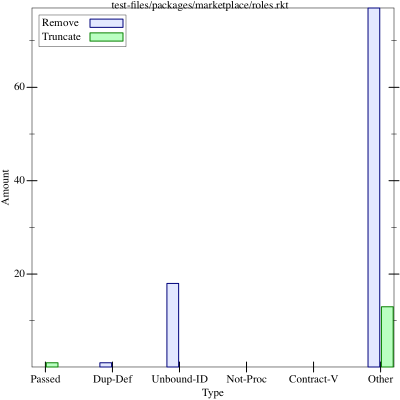 test-files/packages/marketplace/roles.rkt
Remove
Truncate
60
40
20
Amount
Passed Dup-Def Unbound-ID Not-Proc Contract-V Other
Type